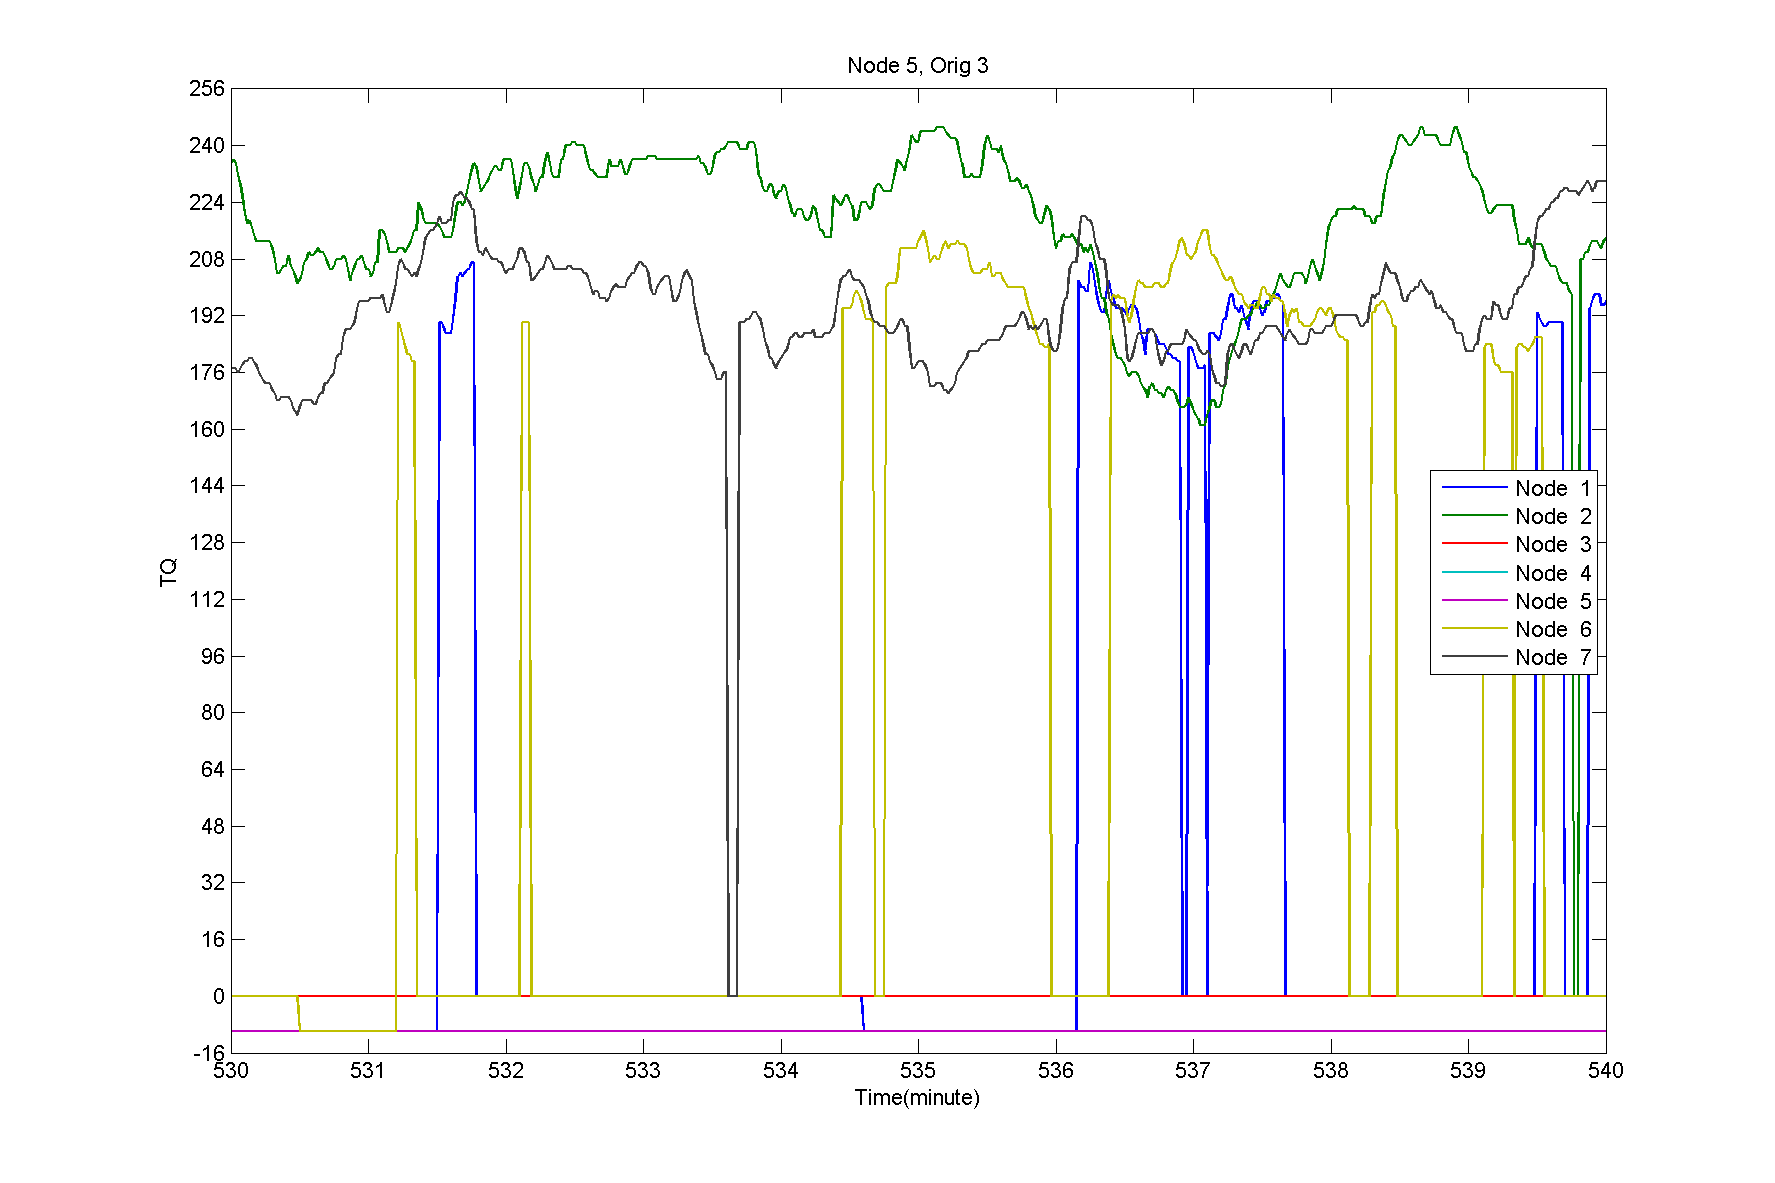 Node 5, Orig 3
256
240
224
208
192
176
160
144
128
112
96
80
64
48
32
16
0
-16
TQ
Node 1
Node 2
Node 3
Node 4
Node 5
Node 6
Node 7
530 531 532 533 534 535 536 537 538 539 540
Time(minute)